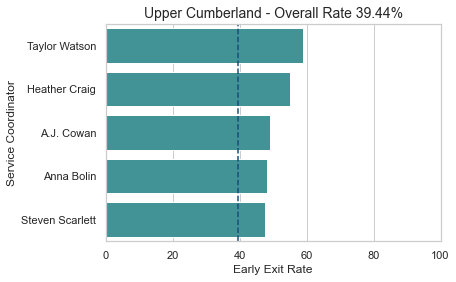 Upper Cumberland - Overall Rate 39.44%
Service Coordinator
Taylor Watson
Heather Craig
A.J. Cowan
Anna Bolin
Steven Scarlett
0 20 40 60 80 100
Early Exit Rate